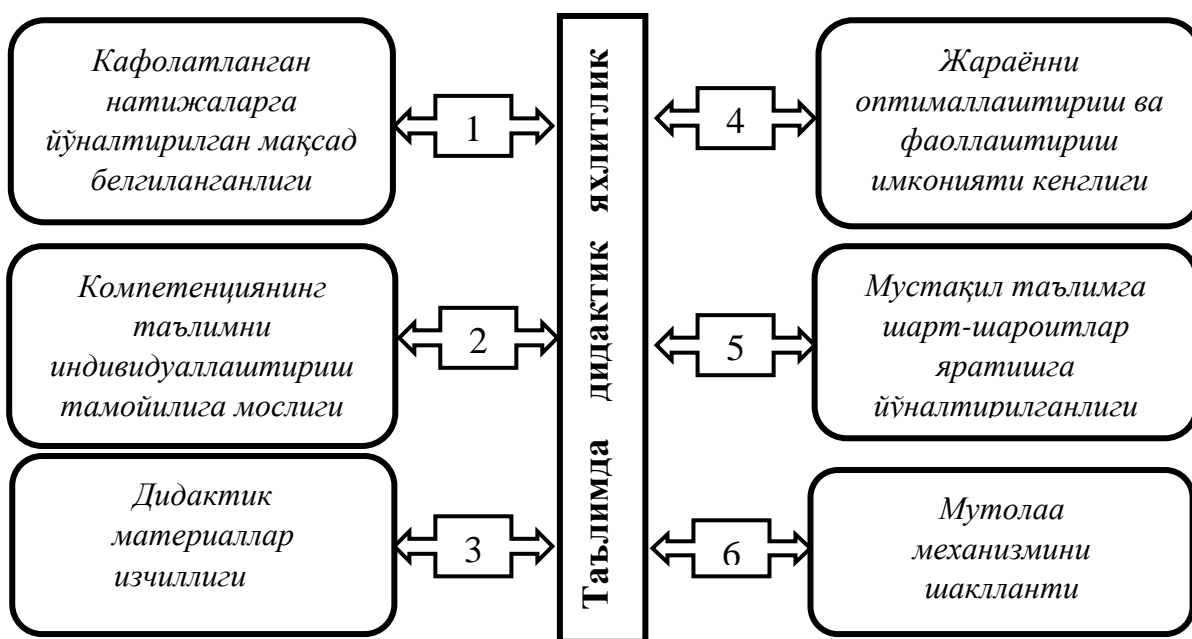 Кафолатланган
натижаларга
йўналтирилган мақсад
белгиланганлиги
1
Компетенциянинг
таълимни
индивидуаллаштириш
тамойилига мослиги
2
Дидактик
материаллар
изчиллиги
3
Таълимда дидактик яхлитлик
4
Жараённи
оптималлаштириш ва
фаоллаштириш
имконияти кенглиги
5
Мустақил таълимга
шарт-шароитлар
яратишга
йўналтирилганлиги
6
Мутолаа
механизмини
шаклланти